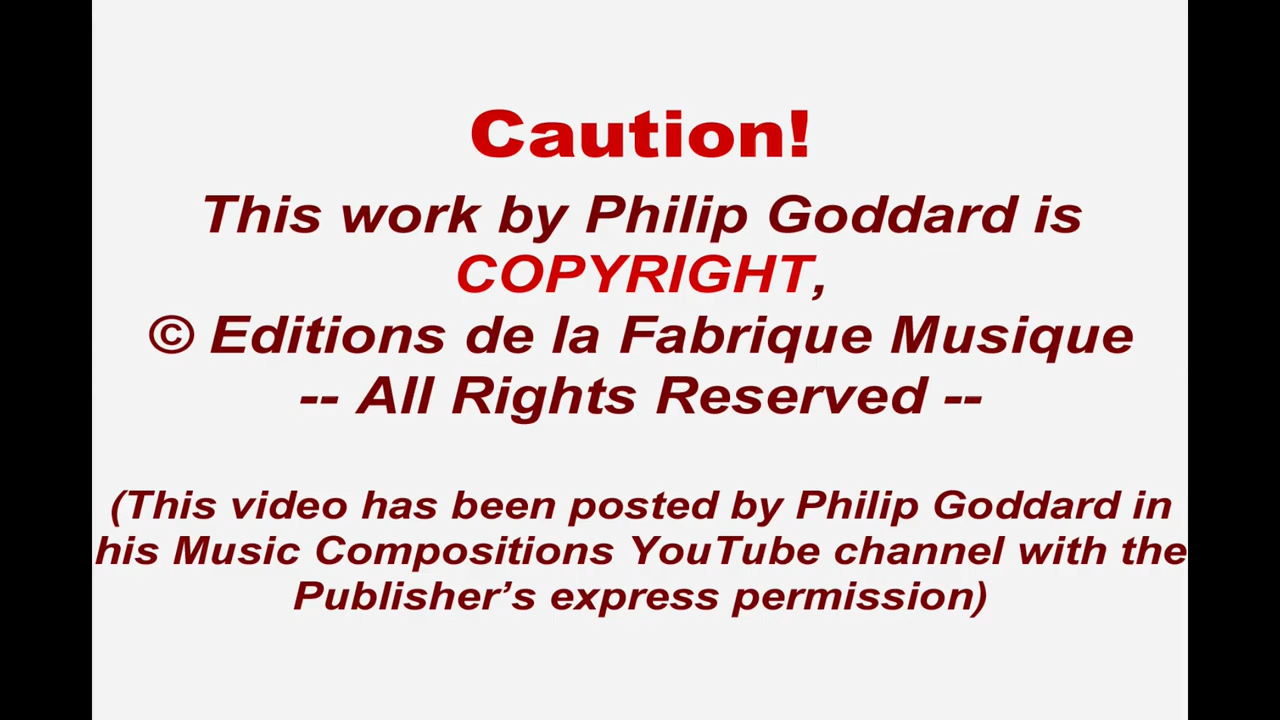 Caution!
This work by Philip Goddard is
COPYRIGHT,
© Editions de la Fabrique Musique
-- All Rights Reserved --
(This video has been posted by Philip Goddard in
his Music Compositions YouTube channel with the
Publisher’s express permission)